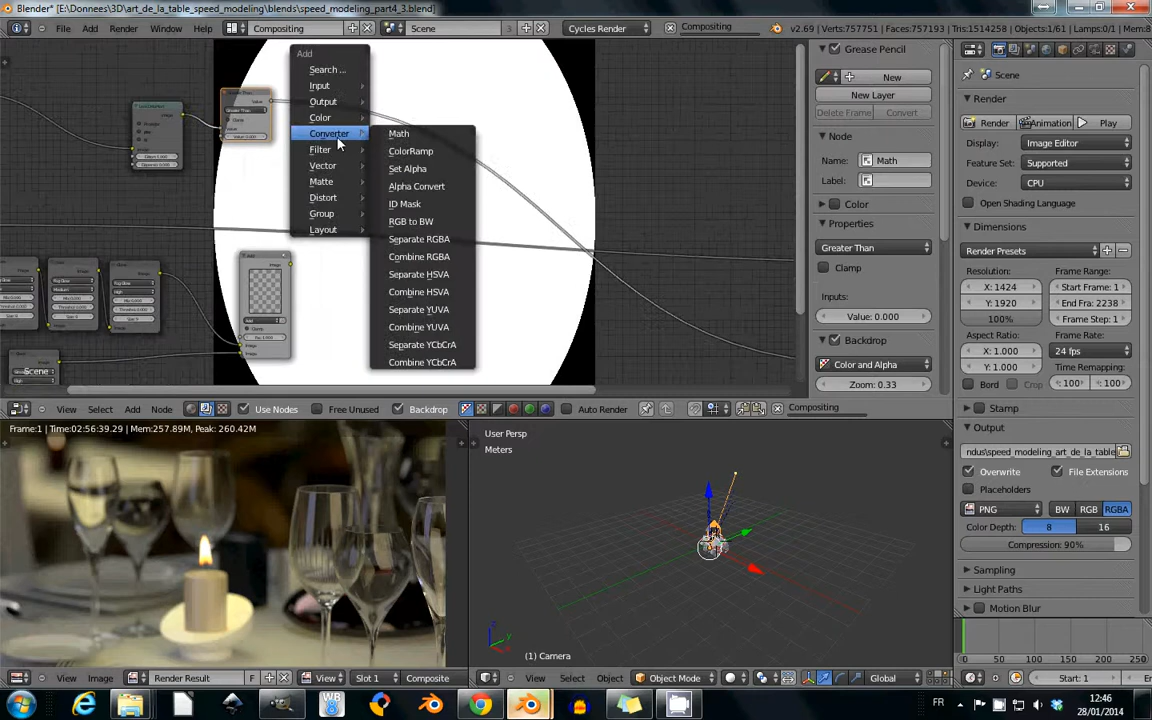 Blender* [E:\Donnees\3D\art_de_la_table_speed_modeling\blends\speed_modeling_part4_3.blend]
File Add Render Window Help
Compositing
Scene
3
Cycles Render
Compositing
v2.69 | Verts:757751 | Faces:757193 | Tris:1514258 | Objects:1/61 | Lamps:0/1 | Mem:
Add
Search ...
Input
Output
Color
Converter
Filter
Vector
Matte
Distort
Group
Layout
Math
ColorRamp
Set Alpha
Alpha Convert
ID Mask
RGB to BW
Separate RGBA
Combine RGBA
Separate HSVA
Combine HSVA
Separate YUVA
Combine YUVA
Separate YCbCrA
Combine YCbCrA
Greater Than
Scene
Grease Pencil
New
New Layer
Delete Frame Convert
Node
Name: Math
Label:
Color
Properties
Greater Than
Clamp
Inputs:
Value: 0.000
Backdrop
Color and Alpha
Zoom: 0.33
Scene
Render
Render Animation Play
Display: Image Editor
Feature Set: Supported
Device: CPU
Open Shading Language
Dimensions
Render Presets
Resolution: Frame Range:
X: 1424 Start Frame: 1
Y: 1920 End Fra: 2238
100% Frame Step: 1
Aspect Ratio: Frame Rate:
X: 1.000 24 fps
Y: 1.000 Time Remapping:
Bord Crop : 100 : 100
Stamp
Output
ndus\speed_modeling_art_de_la_table
Overwrite File Extensions
Placeholders
PNG BW RGB RGBA
Color Depth: 8 16
Compression: 90%
Sampling
Light Paths
Motion Blur
View Select Add Node Use Nodes Free Unused Backdrop Auto Render Compositing
Frame:1 | Time:02:56:39.29 | Mem:257.89M, Peak: 260.42M
User Persp
Meters
(1) Camera
View Image Render Result F View Slot 1 Composite
View Select Object Object Mode Global
0 50 100 150 200 250
Start: 1
FR 12:46
28/01/2014